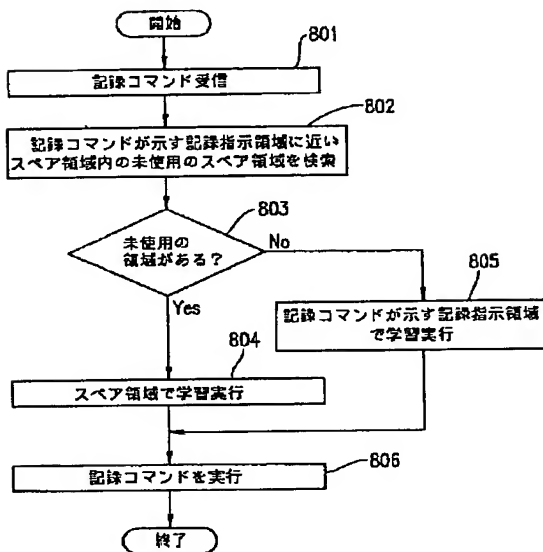 開始
801
記録コマンド受信
802
記録コマンドが示す記録指示領域に近い
スペア領域内の未使用のスペア領域を検索
803
未使用の
領域がある?
No
Yes
805
記録コマンドが示す記録指示領域
で学習実行
804
スペア領域で学習実行
記録コマンドを実行
806
終了